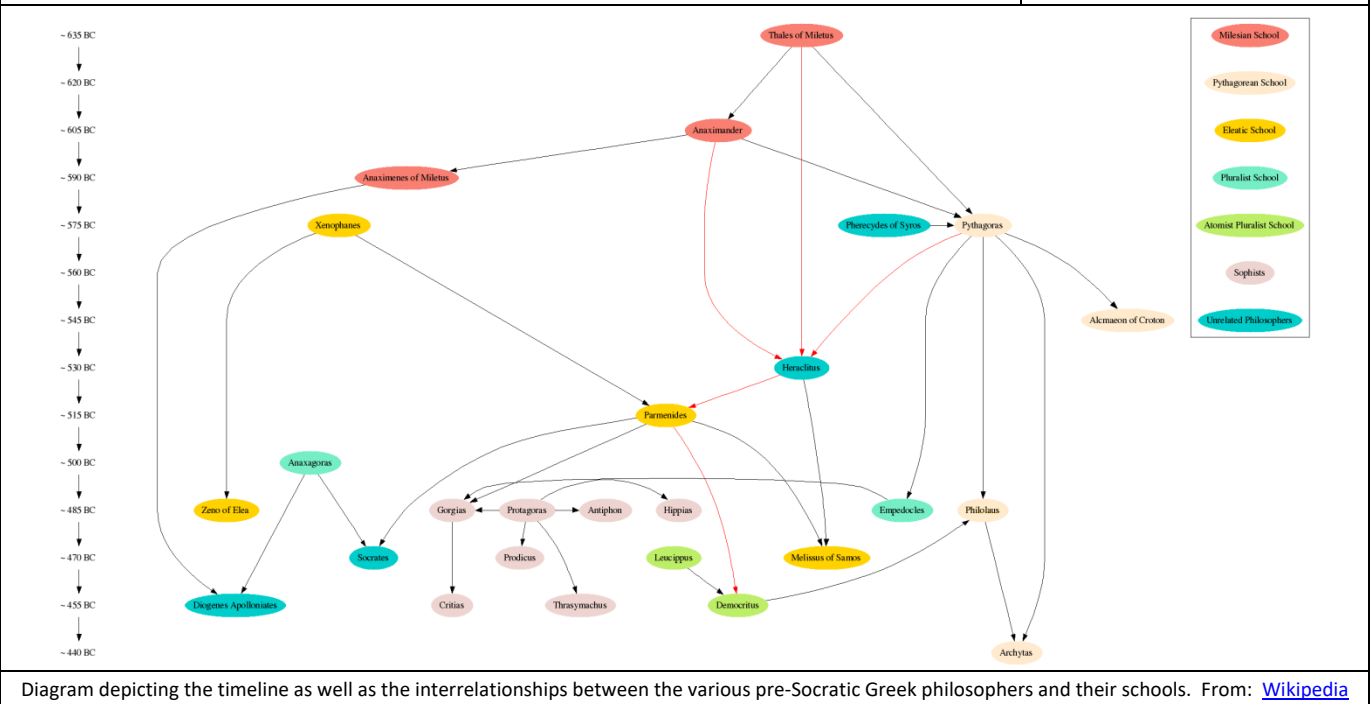 ~ 635 BC
Thales of Miletus
Milesian School
~ 620 BC
Pythagorean School
~ 605 BC
Anaximander
Eleatic School
~ 590 BC
Anaximenes of Miletus
Pluralist School
~ 575 BC
Xenophanes
Pherecydes of Syros
Pythagoras
Atomist Pluralist School
~ 560 BC
Sophists
~ 545 BC
Alcmaeon of Croton
Unrelated Philosophers
~ 530 BC
Heraclitus
~ 515 BC
Parmenides
~ 500 BC
Anaxagoras
~ 485 BC
Zeno of Elea
Gorgias
Protagoras
Antiphon
Hippias
Empedocles
Philolaus
~ 470 BC
Socrates
Prodicus
Leucippus
Melissus of Samos
~ 455 BC
Diogenes Apolloniates
Critias
Thrasymachus
Democritus
~ 440 BC
Archytas
Diagram depicting the timeline as well as the interrelationships between the various pre-Socratic Greek philosophers and their schools. From: Wikipedia